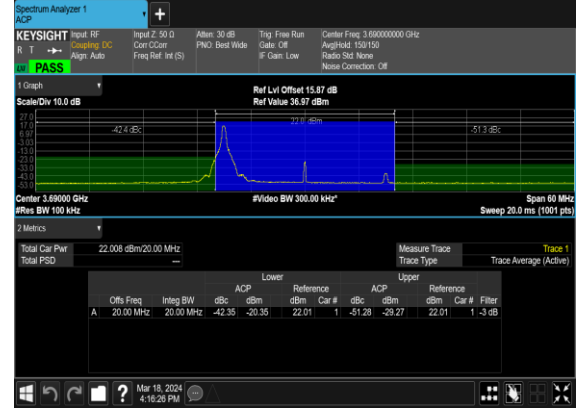 Spectrum Analyzer 1
ACP
+
KEYSIGHT Input: RF Input Z: 50 Ω Atten: 30 dB Trig: Free Run Center Freq: 3.690000000 GHz
R T Coupling: DC Corr CCorr PNO: Best Wide Gate: Off Avg|Hold: 150/150
Align: Auto Freq Ref: Int (S) IF Gain: Low Radio Std: None
Noise Correction: Off
LXI PASS
1 Graph
Ref Lvl Offset 15.87 dB
Scale/Div 10.0 dB Ref Value 36.97 dBm
27.0
17.0
6.97
-3.03
-13.0
-23.0
-33.0
-43.0
-53.0
-42.4 dBc
22.0 dBm
-51.3 dBc
Center 3.69000 GHz #Video BW 300.00 kHz* Span 60 MHz
#Res BW 100 kHz Sweep 20.0 ms (1001 pts)
2 Metrics
Total Car Pwr 22.008 dBm/20.00 MHz Measure Trace Trace 1
Total PSD --- Trace Type Trace Average (Active)
Lower Upper
ACP Reference ACP Reference
Offs Freq Integ BW dBc dBm dBm Car # dBc dBm dBm Car # Filter
A 20.00 MHz 20.00 MHz -42.35 -20.35 22.01 1 -51.28 -29.27 22.01 1 -3 dB
?
Mar 18, 2024
4:16:26 PM